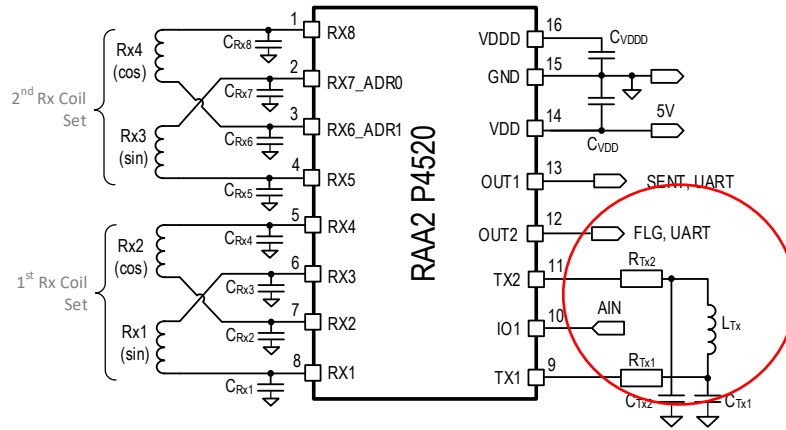 Rx4
(cos)
2nd Rx Coil
Set
Rx3
(sin)
CRx8
CRx7
CRx6
CRx5
1
2
3
4
RX8
RX7_ADR0
RX6_ADR1
RX5
Rx2
(cos)
1st Rx Coil
Set
Rx1
(sin)
CRx4
CRx3
CRx2
CRx1
5
6
7
8
RX4
RX3
RX2
RX1
RAA2 P4520
VDDD
GND
VDD
OUT1
OUT2
TX2
IO1
TX1
16
15
14
13
12
11
10
9
CVDDD
5V
CVDD
SENT, UART
FLG, UART
RTx2
AIN
LTx
RTx1
CTx2
CTx1